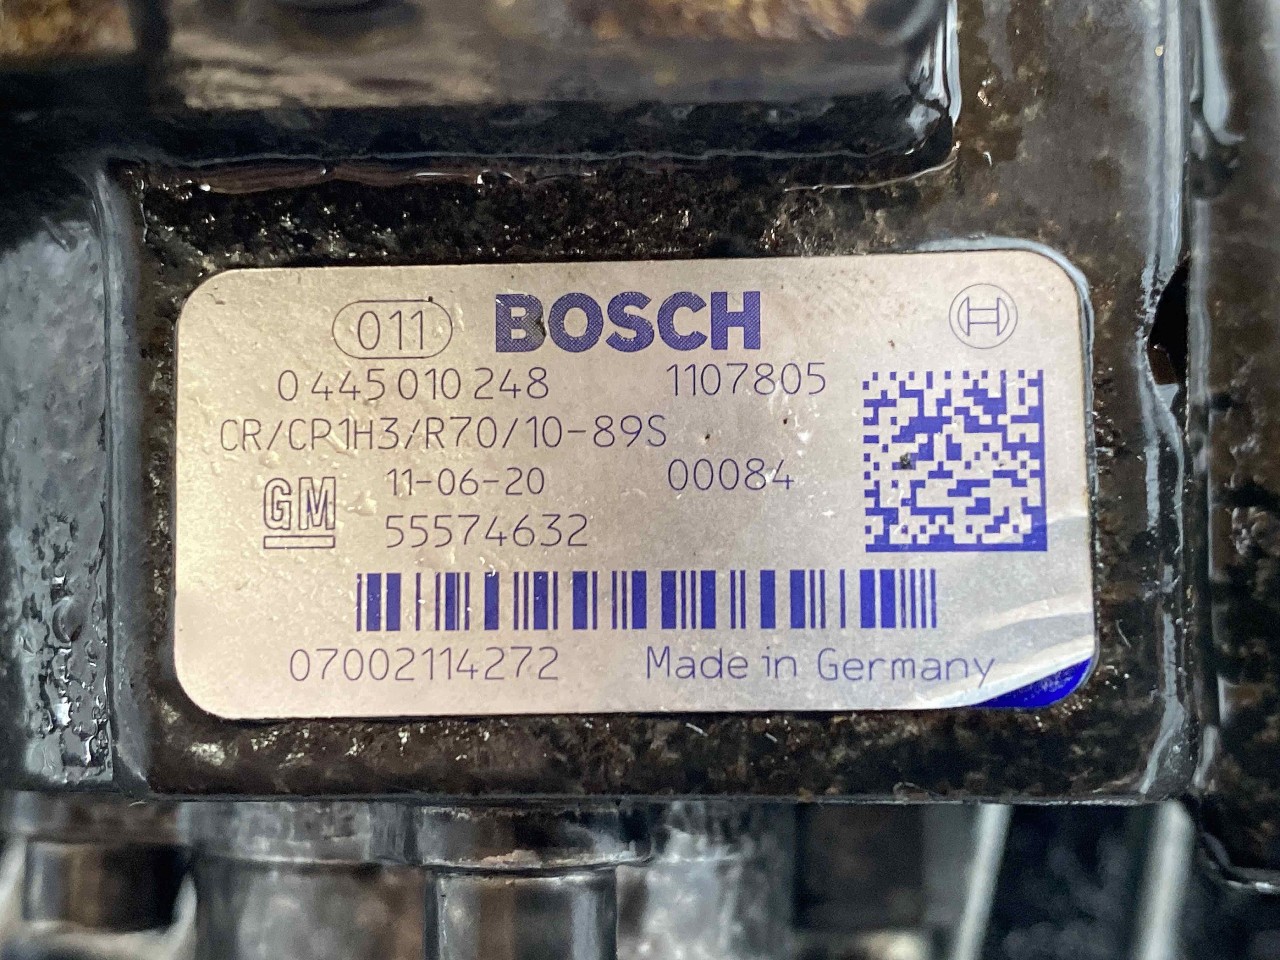 011 BOSCH
0 445 010 248 1107805
CR/CP1H3/R70/10-89S
GM 11-06-20 00084
55574632
07002114272 Made in Germany